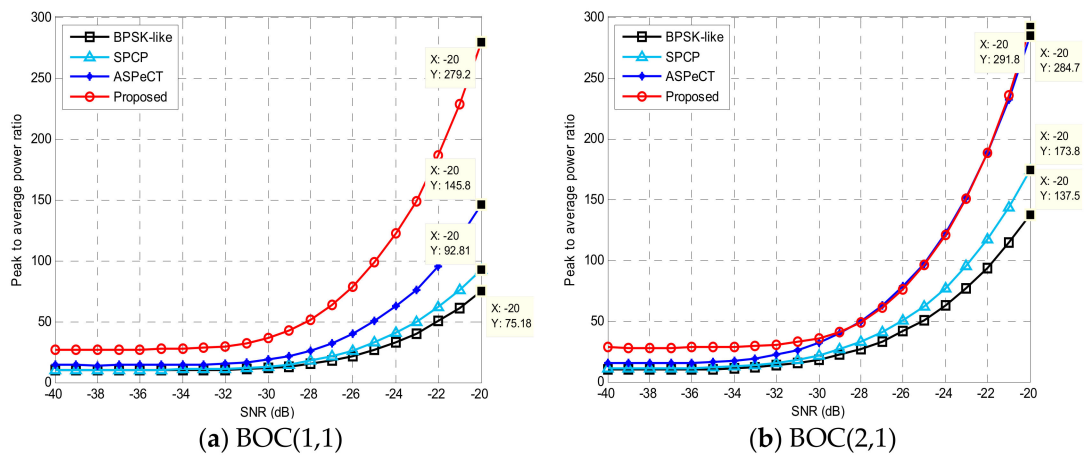 300
250
200
150
100
50
0
Peak to average power ratio
BPSK-like
SPCP
ASPeCT
Proposed
X: -20
Y: 279.2
X: -20
Y: 145.8
X: -20
Y: 92.81
X: -20
Y: 75.18
-40 -38 -36 -34 -32 -30 -28 -26 -24 -22 -20
SNR (dB)
(a) BOC(1,1)
300
250
200
150
100
50
0
Peak to average power ratio
BPSK-like
SPCP
ASPeCT
Proposed
X: -20
Y: 291.8
X: -20
Y: 284.7
X: -20
Y: 173.8
X: -20
Y: 137.5
-40 -38 -36 -34 -32 -30 -28 -26 -24 -22 -20
SNR (dB)
(b) BOC(2,1)